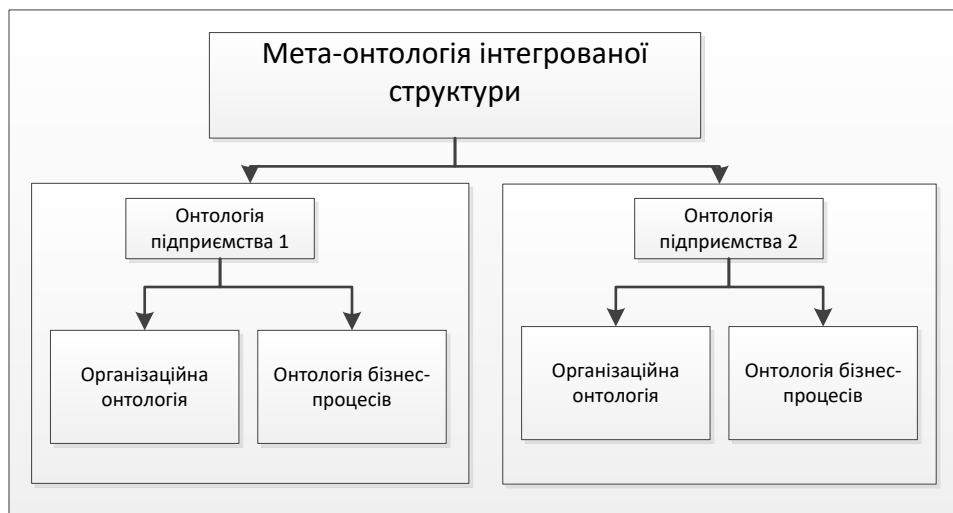 Мета-онтологія інтегрованої
структури
Онтологія
підприємства 1
Організаційна
онтологія
Онтологія бізнес-
процесів
Онтологія
підприємства 2
Організаційна
онтологія
Онтологія бізнес-
процесів